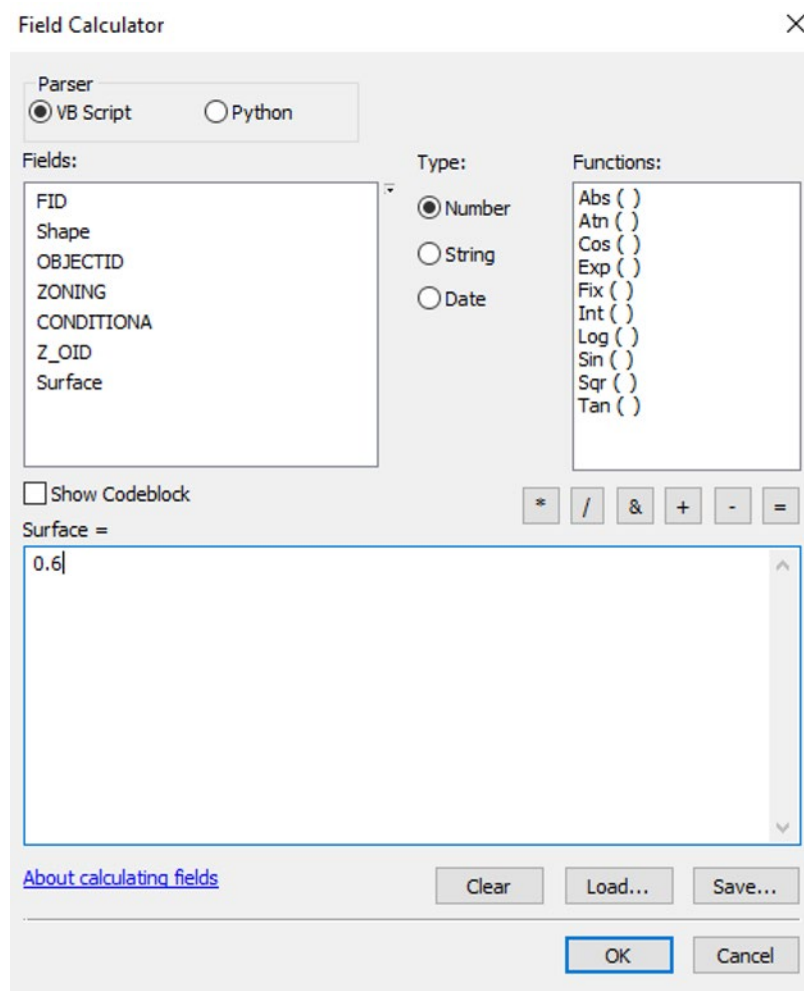 Field Calculator
Parser
VB Script Python
Fields:
FID
Shape
OBJECTID
ZONING
CONDITIONA
Z_OID
Surface
Type:
Number
String
Date
Functions:
Abs ( )
Atn ( )
Cos ( )
Exp ( )
Fix ( )
Int ( )
Log ( )
Sin ( )
Sqr ( )
Tan ( )
Show Codeblock
* / & + - =
Surface =
0.6
About calculating fields
Clear Load... Save...
OK Cancel